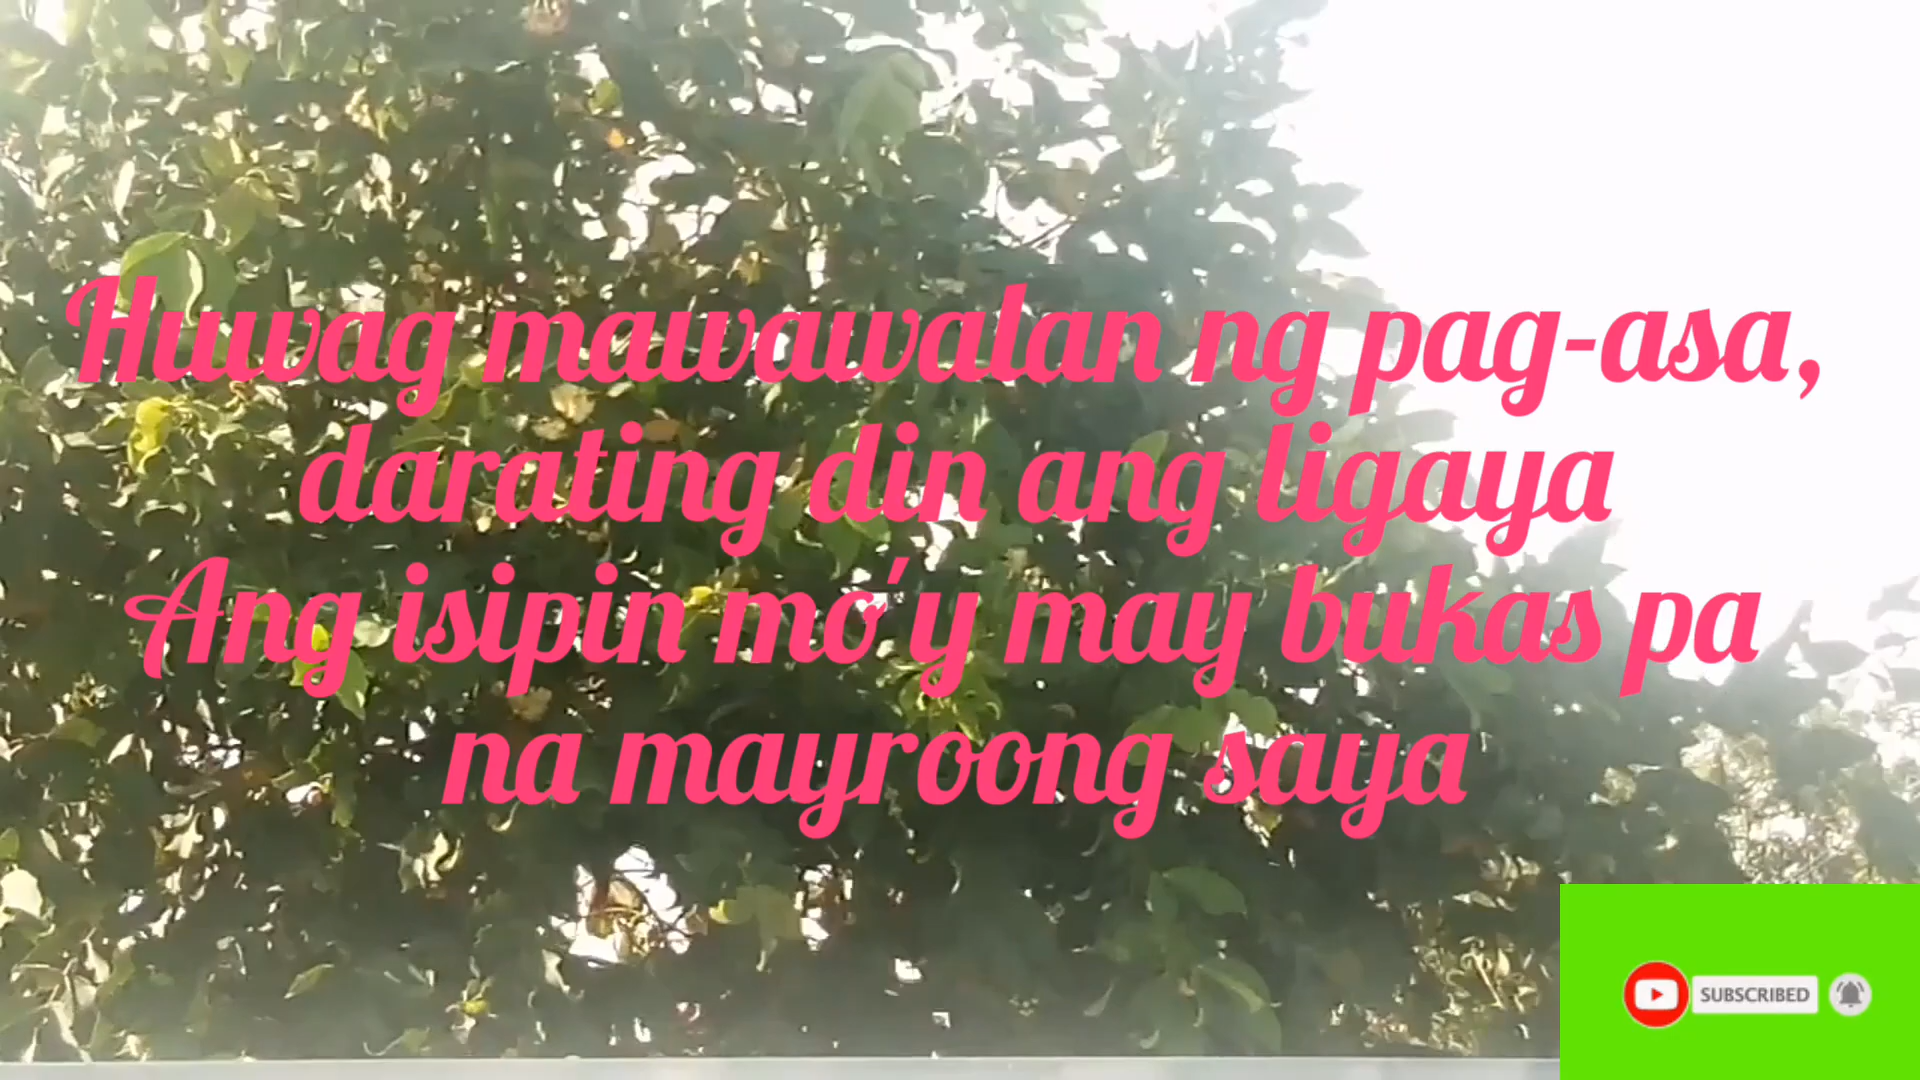 Huwag mawawalan ng pag-asa,
darating din ang ligaya
Ang isipin mo'y may bukas pa
na mayroong saya
SUBSCRIBED